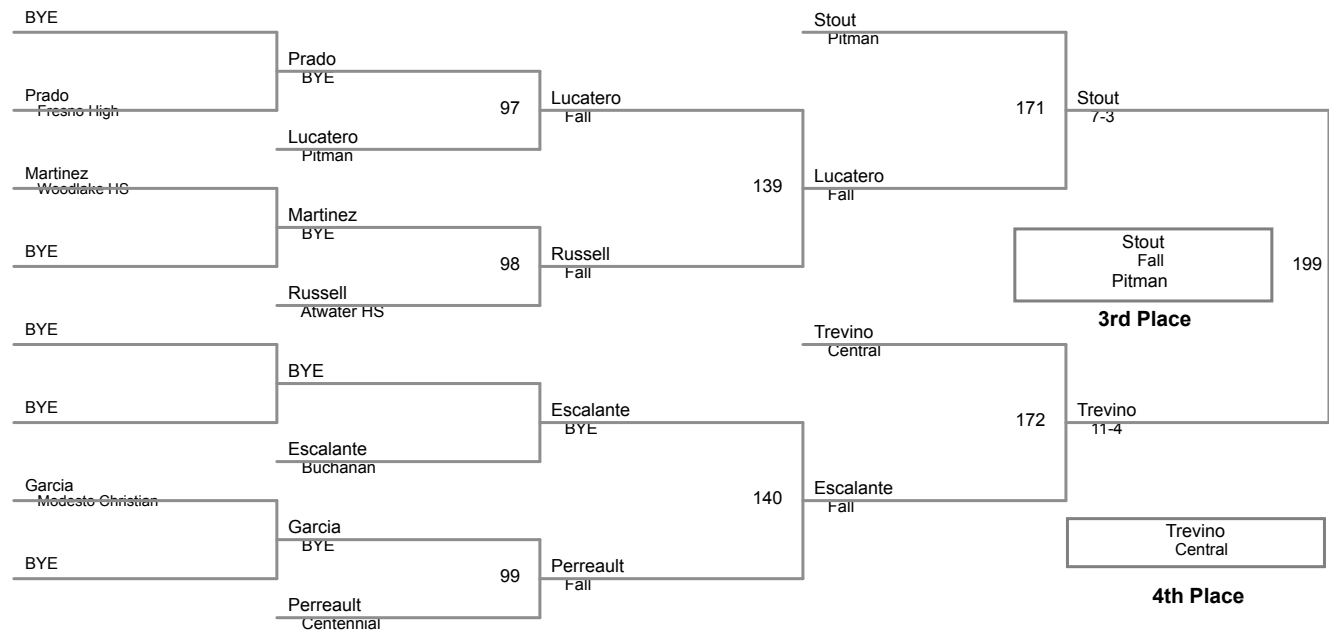 BYE
Prado
Fresno High
Martinez
Woodlake HS
BYE
BYE
BYE
Garcia
Modesto Christian
BYE
Prado
BYE
Lucatero
Pitman
Martinez
BYE
Russell
Atwater HS
BYE
Escalante
Buchanan
Garcia
BYE
Perreault
Centennial
97
98
99
Lucatero
Fall
Russell
Fall
Escalante
BYE
Perreault
Fall
139
140
Stout
Pitman
Lucatero
Fall
Trevino
Central
Escalante
Fall
171
172
Stout
7-3
Trevino
11-4
199
Stout
Fall
Pitman
3rd Place
Trevino
Central
4th Place